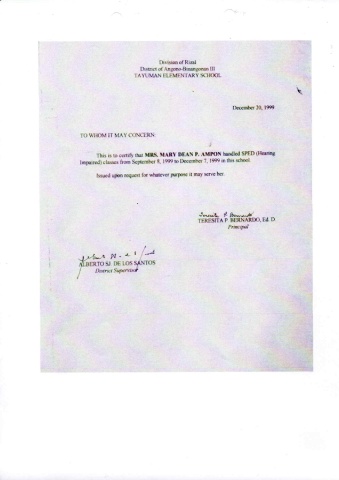 Division of Rizal
District of Angono-Binangonan III
TAYUMAN ELEMENTARY SCHOOL
December 20, 1999
TO WHOM IT MAY CONCERN:
This is to certify that MRS. MARY DEAN P. AMPON handled SPED (Hearing
Impaired) classes from September 8, 1999 to December 7, 1999 in this school.
Issued upon request for whatever purpose it may serve her.
TERESITA P. BERNARDO, Ed. D
Principal
ALBERTO SJ. DE LOS SANTOS
District Supervisor